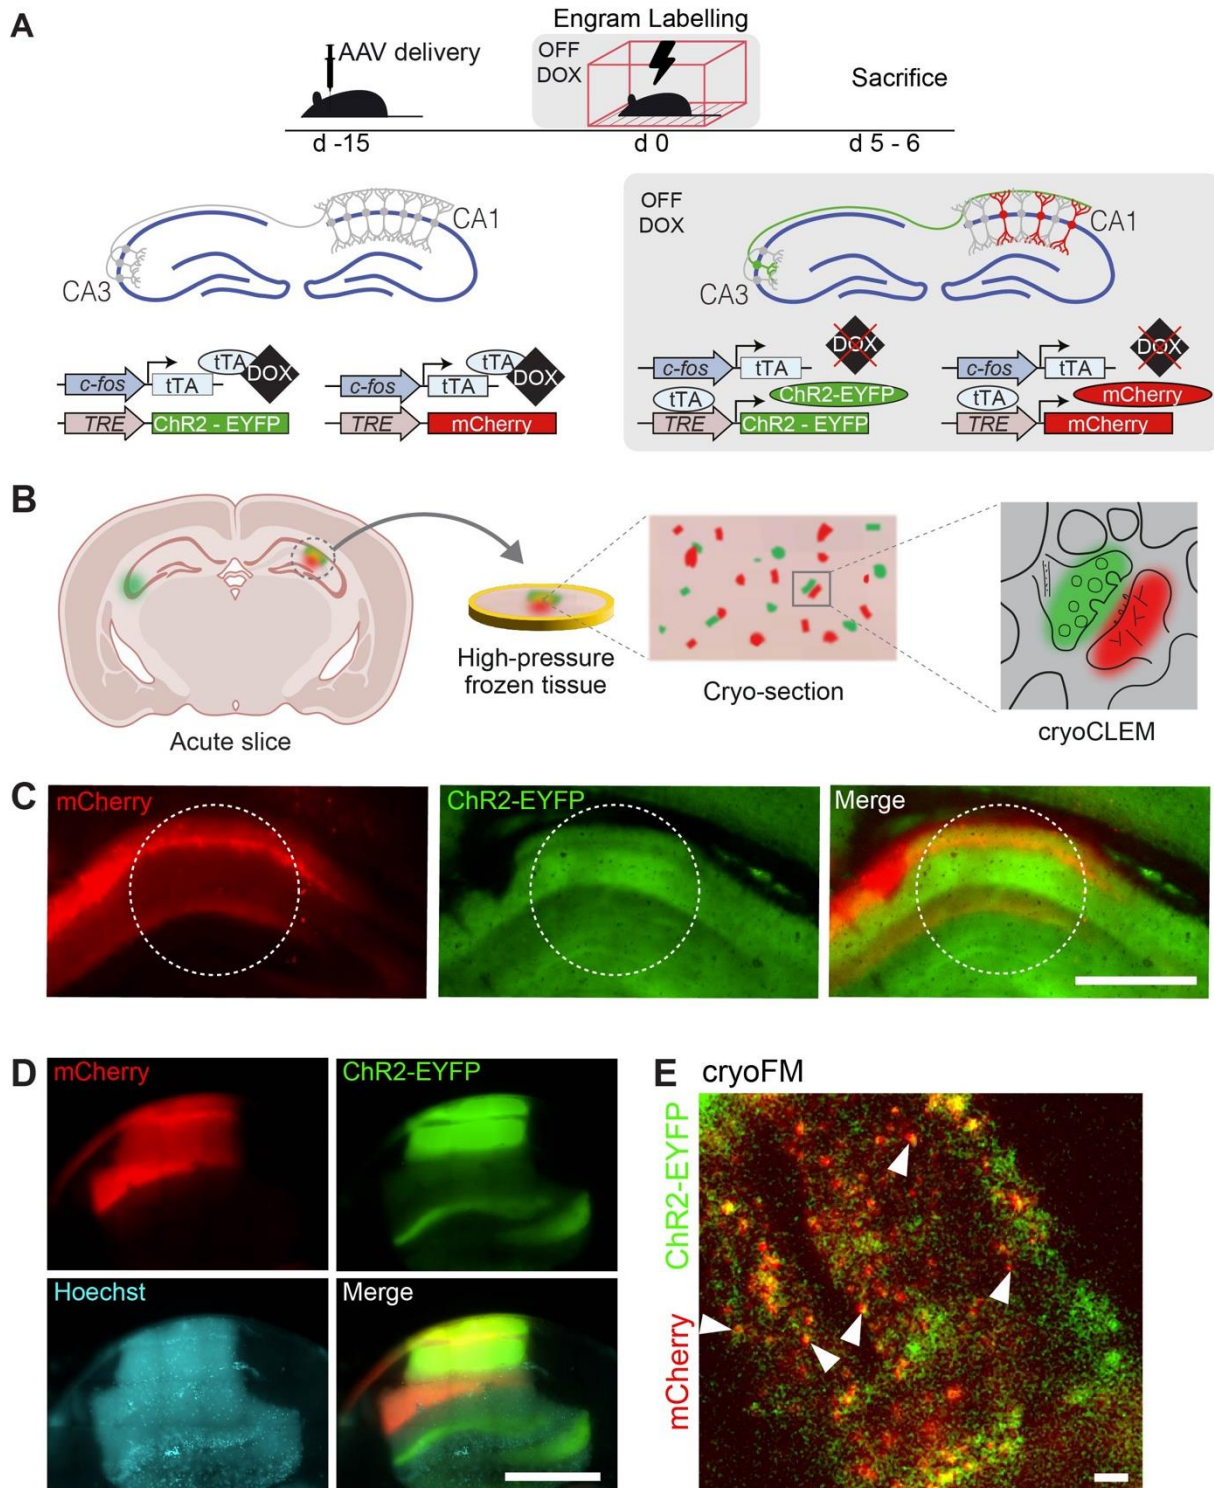 A
AAV delivery
Engram Labelling
OFF
DOX
Sacrifice
d -15
d 0
d 5 - 6
CA1
CA3
c-fos
tTA
tTA
DOX
TRE
ChR2 - EYFP
c-fos
tTA
tTA
DOX
TRE
mCherry
OFF
DOX
CA1
CA3
c-fos
tTA
DOX
tTA
ChR2-EYFP
TRE
ChR2 - EYFP
c-fos
tTA
DOX
tTA
mCherry
TRE
mCherry
B
Acute slice
High-pressure
frozen tissue
Cryo-section
cryoCLEM
C
mCherry
ChR2-EYFP
Merge
D
mCherry
ChR2-EYFP
Hoechst
Merge
E
cryoFM
ChR2-EYFP
mCherry